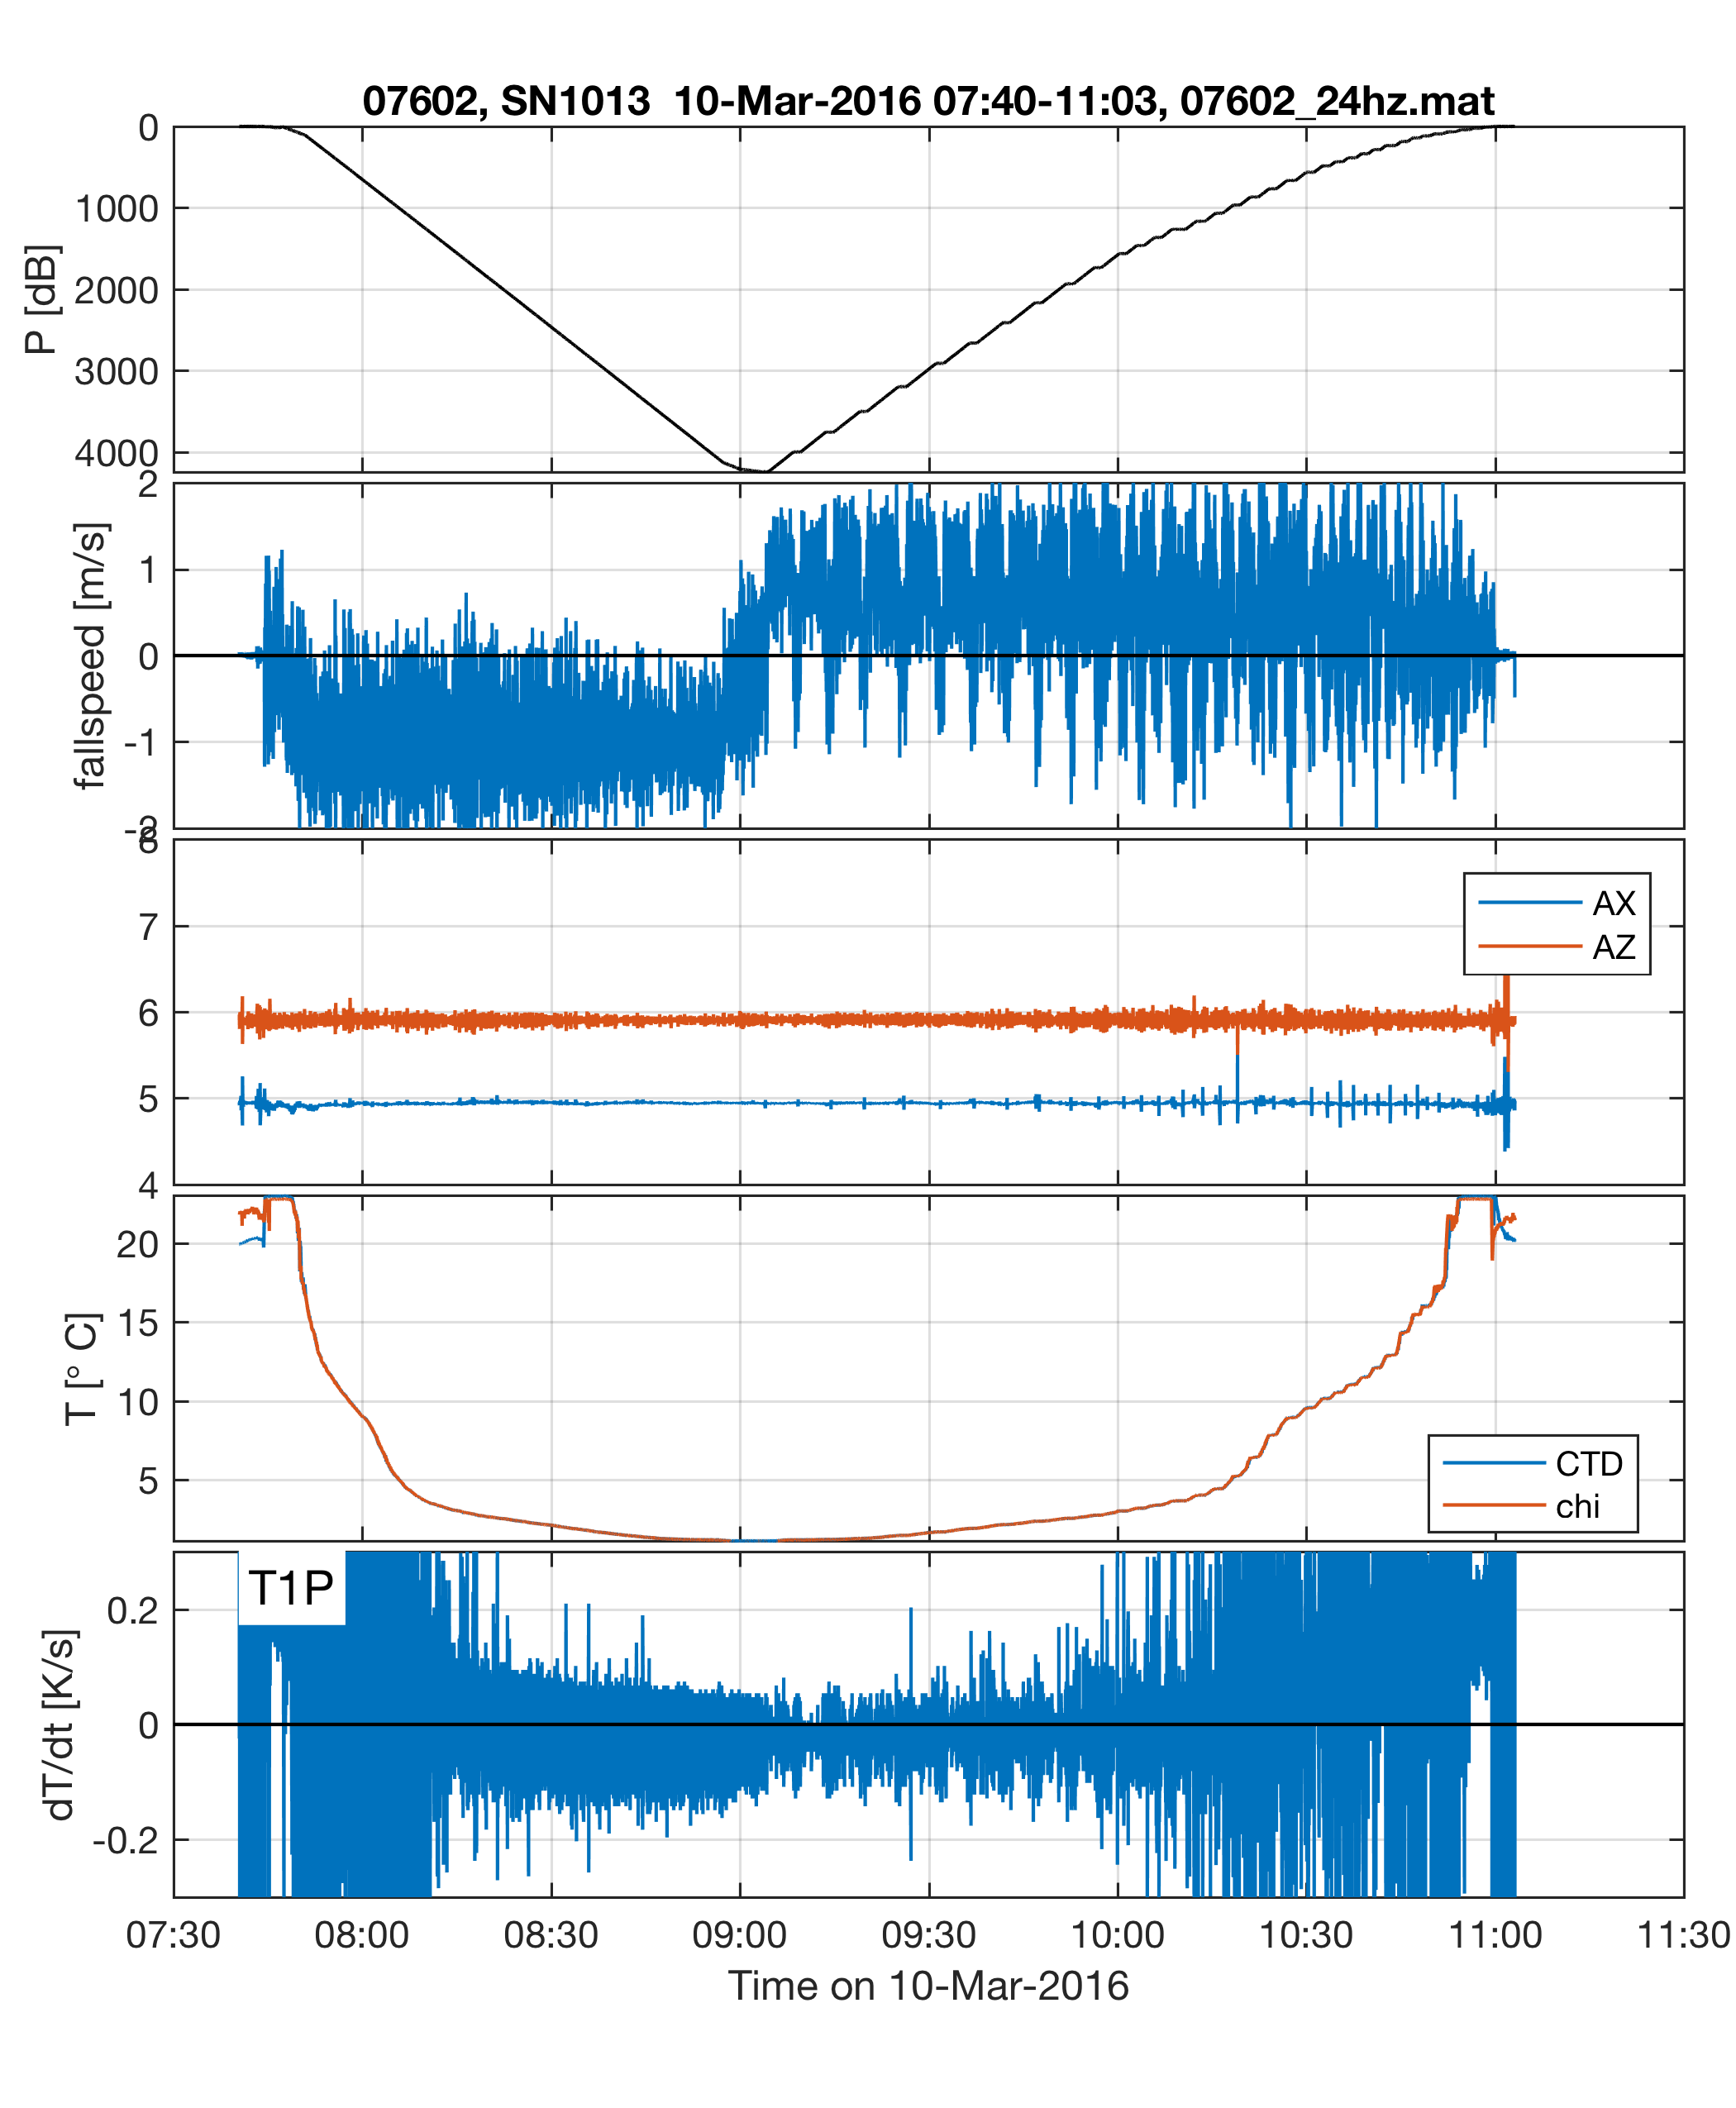 07602, SN1013  10-Mar-2016 07:40-11:03, 07602_24hz.mat
0
1000
2000
3000
4000
P [dB]
2
1
0
-1
-2
fallspeed [m/s]
8
7
6
5
4
AX
AZ
20
15
10
5
T [° C]
CTD
chi
T1P
0.2
0
-0.2
dT/dt [K/s]
07:30 08:00 08:30 09:00 09:30 10:00 10:30 11:00 11:30
Time on 10-Mar-2016